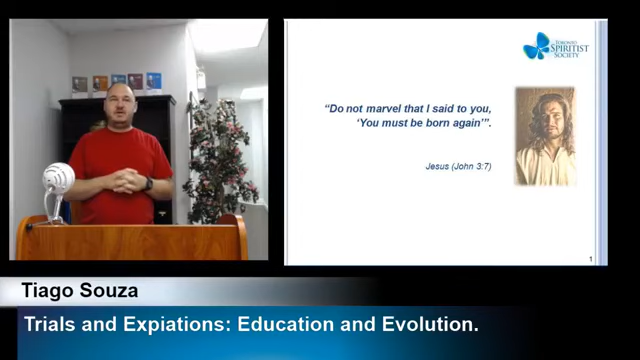 TORONTO
SPIRITIST
SOCIETY
“Do not marvel that I said to you,
‘You must be born again’”.
Jesus (John 3:7)
1
Tiago Souza
Trials and Expiations: Education and Evolution.